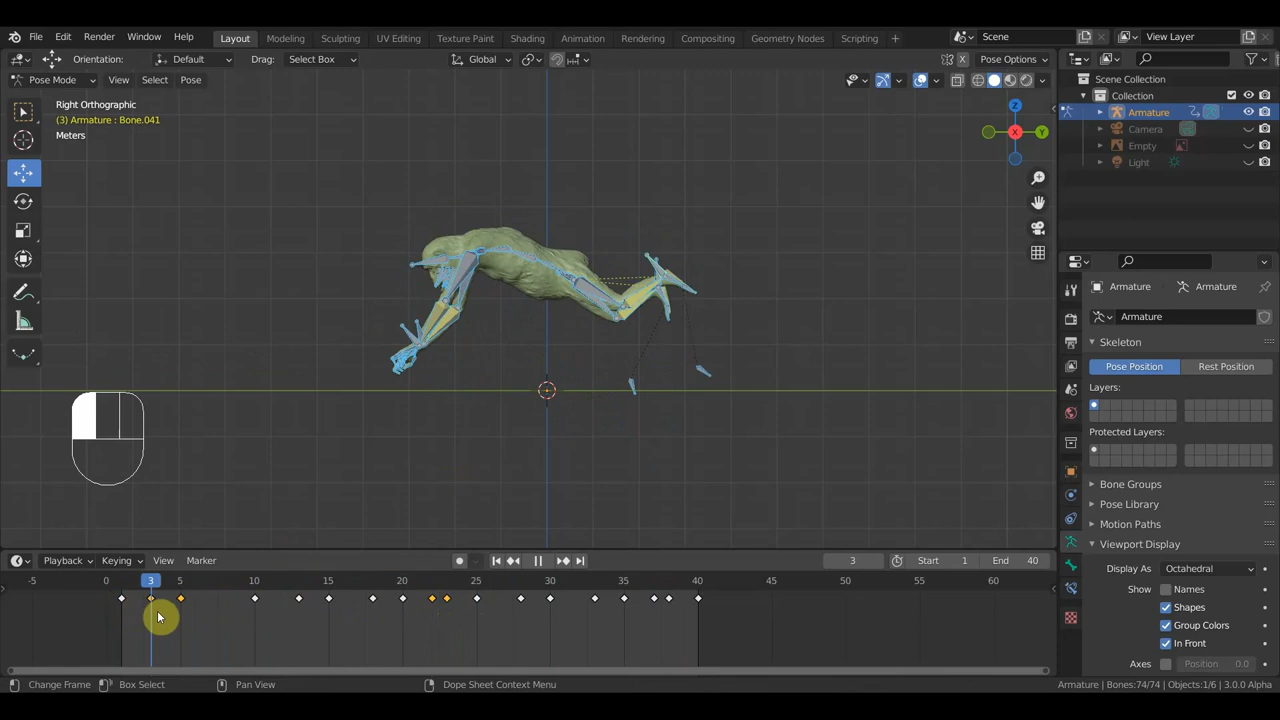 File Edit Render Window Help Layout Modeling Sculpting UV Editing Texture Paint Shading Animation Rendering Compositing Geometry Nodes Scripting + Scene View Layer
Orientation: Default Drag: Select Box Global Pose Options
Pose Mode View Select Pose
Scene Collection
Collection
Armature
Camera
Empty
Light
Right Orthographic
(3) Armature : Bone.041
Meters
Z
Y
X
Armature Armature
Armature
Skeleton
Pose Position Rest Position
Layers:
Protected Layers:
Bone Groups
Pose Library
Motion Paths
Viewport Display
Display As Octahedral
Names
Shapes
Group Colors
In Front
Axes Position 0.0
Playback Keying View Marker 3 Start 1 End 40
-5 0 3 5 10 15 20 25 30 35 40 45 50 55 60
Change Frame Box Select Pan View Dope Sheet Context Menu Armature | Bones:74/74 | Objects:1/6 | 3.0.0 Alpha